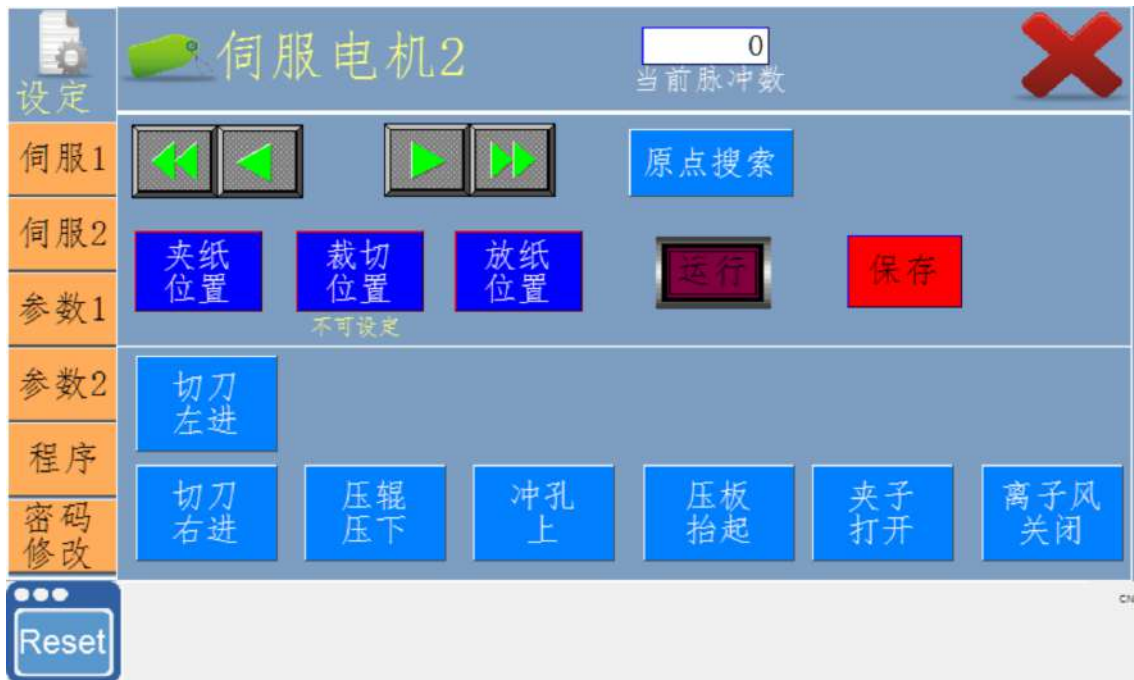 设定
伺服电机2
0
当前脉冲数
伺服1
原点搜索
伺服2
夹纸
位置
裁切
位置
不可设定
放纸
位置
运行
保存
参数1
参数2
切刀
左进
程序
切刀
右进
压辊
压下
冲孔
上
压板
抬起
夹子
打开
离子风
关闭
密码
修改
Reset
CN